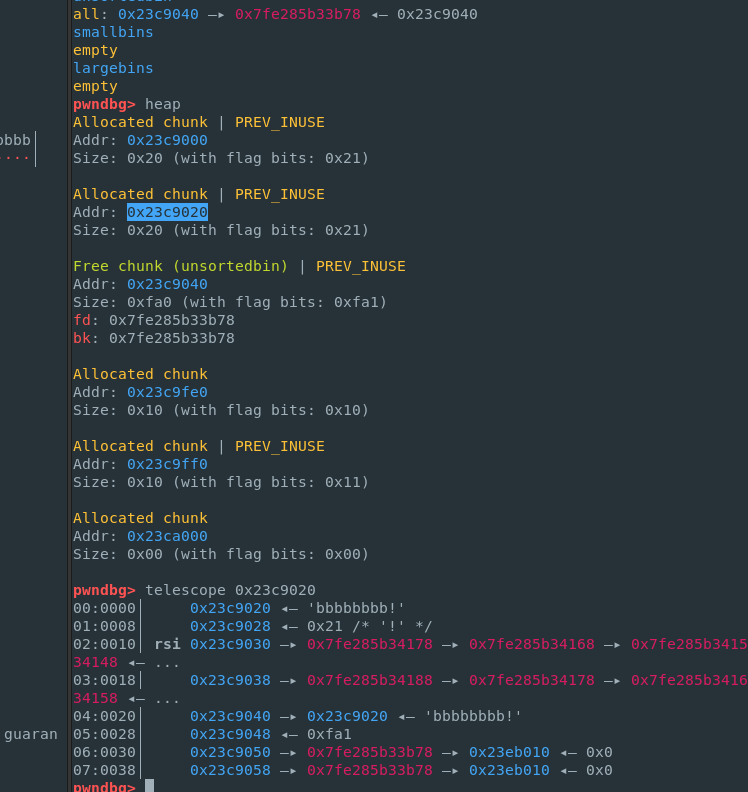 all: 0x23c9040 —▸ 0x7fe285b33b78 ◂— 0x23c9040
smallbins
empty
largebins
empty
pwndbg> heap
Allocated chunk | PREV_INUSE
Addr: 0x23c9000
Size: 0x20 (with flag bits: 0x21)
Allocated chunk | PREV_INUSE
Addr: 0x23c9020
Size: 0x20 (with flag bits: 0x21)
Free chunk (unsortedbin) | PREV_INUSE
Addr: 0x23c9040
Size: 0xfa0 (with flag bits: 0xfa1)
fd: 0x7fe285b33b78
bk: 0x7fe285b33b78
Allocated chunk
Addr: 0x23c9fe0
Size: 0x10 (with flag bits: 0x10)
Allocated chunk | PREV_INUSE
Addr: 0x23c9ff0
Size: 0x10 (with flag bits: 0x11)
Allocated chunk
Addr: 0x23ca000
Size: 0x00 (with flag bits: 0x00)
pwndbg> telescope 0x23c9020
00:0000│     0x23c9020 ◂— 'bbbbbbbb!'
01:0008│     0x23c9028 ◂— 0x21 /* '!' */
02:0010│ rsi 0x23c9030 —▸ 0x7fe285b34178 —▸ 0x7fe285b34168 —▸ 0x7fe285b3415
34148 ◂— ...
03:0018│     0x23c9038 —▸ 0x7fe285b34188 —▸ 0x7fe285b34178 —▸ 0x7fe285b3416
34158 ◂— ...
04:0020│     0x23c9040 —▸ 0x23c9020 ◂— 'bbbbbbbb!'
05:0028│     0x23c9048 ◂— 0xfa1
06:0030│     0x23c9050 —▸ 0x7fe285b33b78 —▸ 0x23eb010 ◂— 0x0
07:0038│     0x23c9058 —▸ 0x7fe285b33b78 —▸ 0x23eb010 ◂— 0x0
pwndbg>
bbbb│
....│
guaran